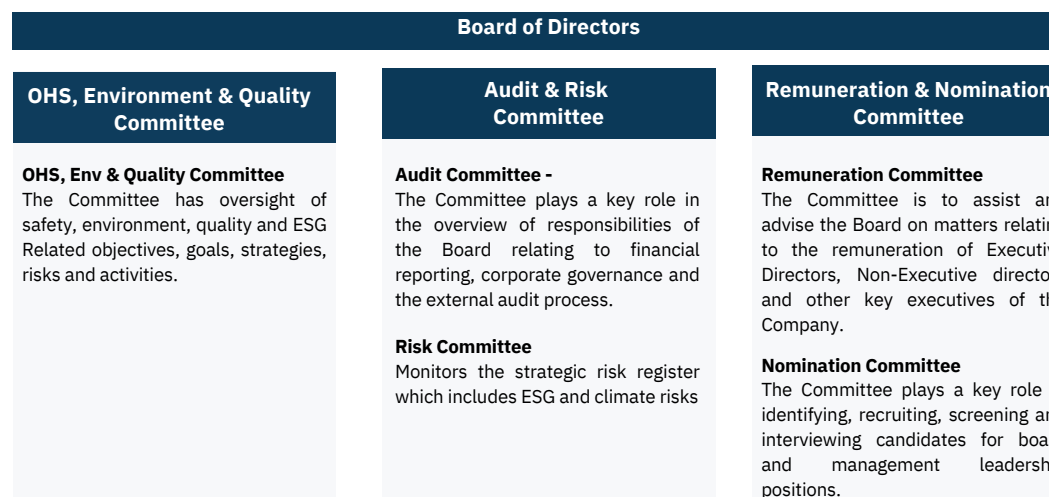 Board of Directors
OHS, Environment & Quality
Committee
OHS, Env & Quality Committee
The Committee has oversight of
safety, environment, quality and ESG
Related objectives, goals, strategies,
risks and activities.
Audit & Risk
Committee
Audit Committee -
The Committee plays a key role in
the overview of responsibilities of
the Board relating to financial
reporting, corporate governance and
the external audit process.
Risk Committee
Monitors the strategic risk register
which includes ESG and climate risks
Remuneration & Nomination
Committee
Remuneration Committee
The Committee is to assist
advise the Board on matters
to the remuneration of
Directors, Non-Executive
and other key executives of
Company.
Nomination Committee
The Committee plays a key role
identifying, recruiting, screening
interviewing candidates for
and management
positions.